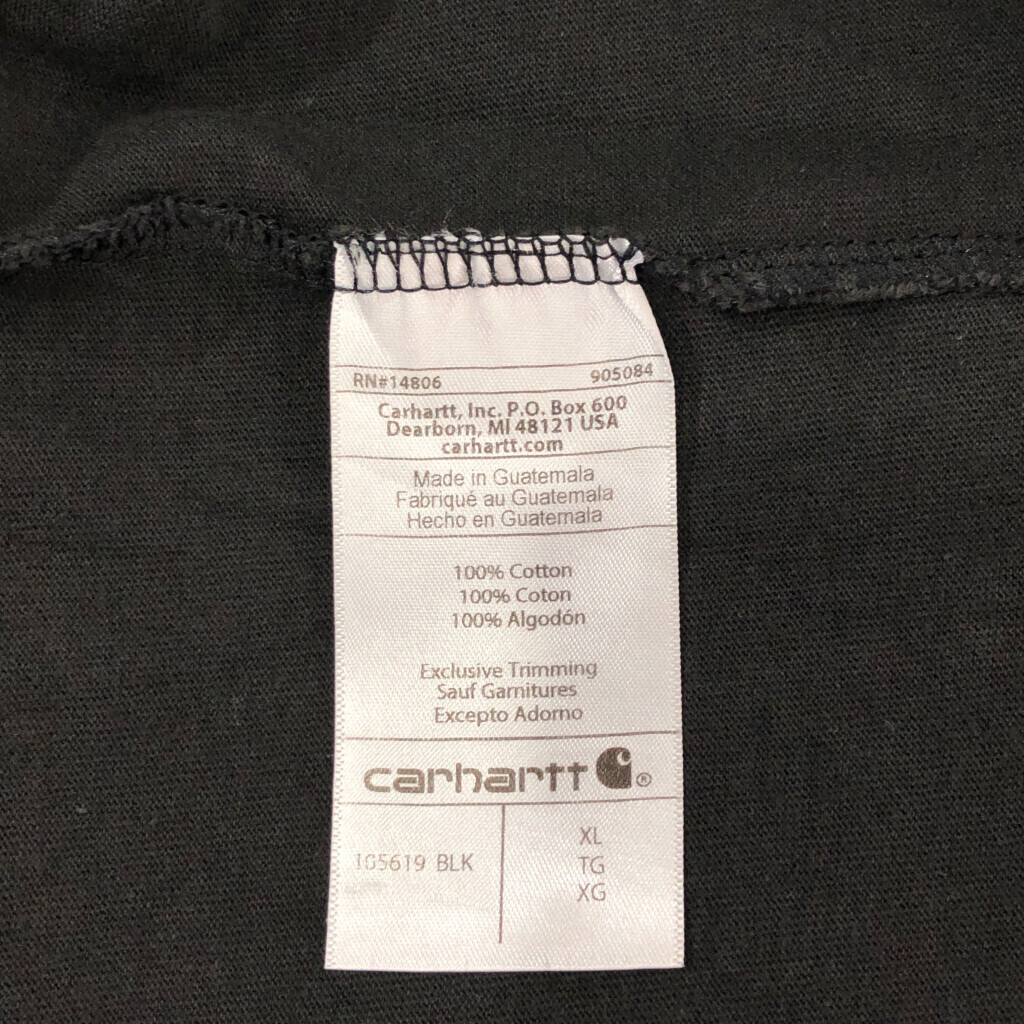 RN#14806 905084
Carhartt, Inc. P.O. Box 600
Dearborn, MI 48121 USA
carhartt.com
Made in Guatemala
Fabriqué au Guatemala
Hecho en Guatemala
100% Cotton
100% Coton
100% Algodón
Exclusive Trimming
Sauf Garnitures
Excepto Adorno
carhartt ®
105619 BLK
XL
TG
XG